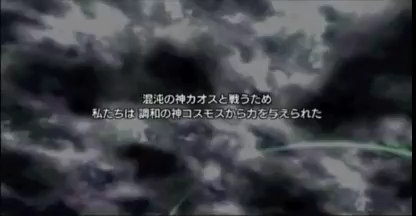 混沌の神カオスと戦うため
私たちは 調和の神コスモスから力を与えられた